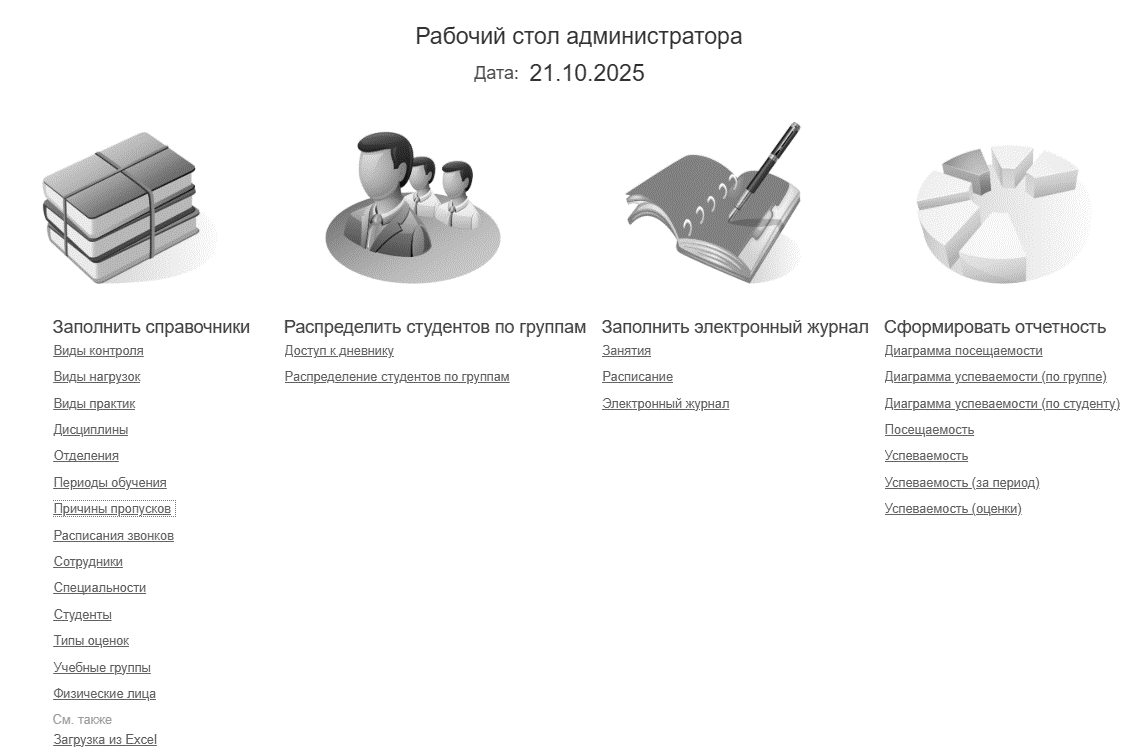 Рабочий стол администратора
Дата: 21.10.2025
Заполнить справочники
Виды контроля
Виды нагрузок
Виды практик
Дисциплины
Отделения
Периоды обучения
Причины пропусков
Расписания звонков
Сотрудники
Специальности
Студенты
Типы оценок
Учебные группы
Физические лица
См. также
Загрузка из Excel
Распределить студентов по группам
Доступ к дневнику
Распределение студентов по группам
Заполнить электронный журнал
Занятия
Расписание
Электронный журнал
Сформировать отчетность
Диаграмма посещаемости
Диаграмма успеваемости (по группе)
Диаграмма успеваемости (по студенту)
Посещаемость
Успеваемость
Успеваемость (за период)
Успеваемость (оценки)